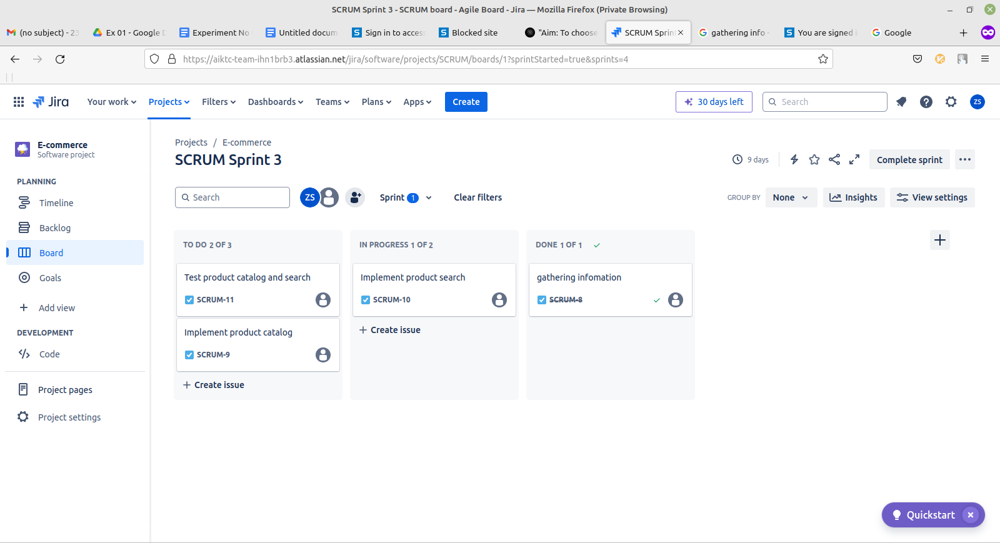 SCRUM Sprint 3 - SCRUM board - Agile Board - Jira — Mozilla Firefox (Private Browsing)
(no subject) - 23
Ex 01 - Google D
Experiment No
Untitled docum
Sign in to access
Blocked site
"Aim: To choose
SCRUM Sprin
gathering info -
You are signed i
Google
https://aiktc-team-ihn1brb3.atlassian.net/jira/software/projects/SCRUM/boards/1?sprintStarted=true&sprints=4
Jira
Your work
Projects
Filters
Dashboards
Teams
Plans
Apps
Create
30 days left
Search
ZS
E-commerce
Software project
PLANNING
Timeline
Backlog
Board
Goals
Add view
DEVELOPMENT
Code
Project pages
Project settings
Projects / E-commerce
SCRUM Sprint 3
9 days
Complete sprint
Search
ZS
Sprint 1
Clear filters
GROUP BY
None
Insights
View settings
TO DO 2 OF 3
Test product catalog and search
SCRUM-11
Implement product catalog
SCRUM-9
Create issue
IN PROGRESS 1 OF 2
Implement product search
SCRUM-10
Create issue
DONE 1 OF 1
gathering infomation
SCRUM-8
Quickstart